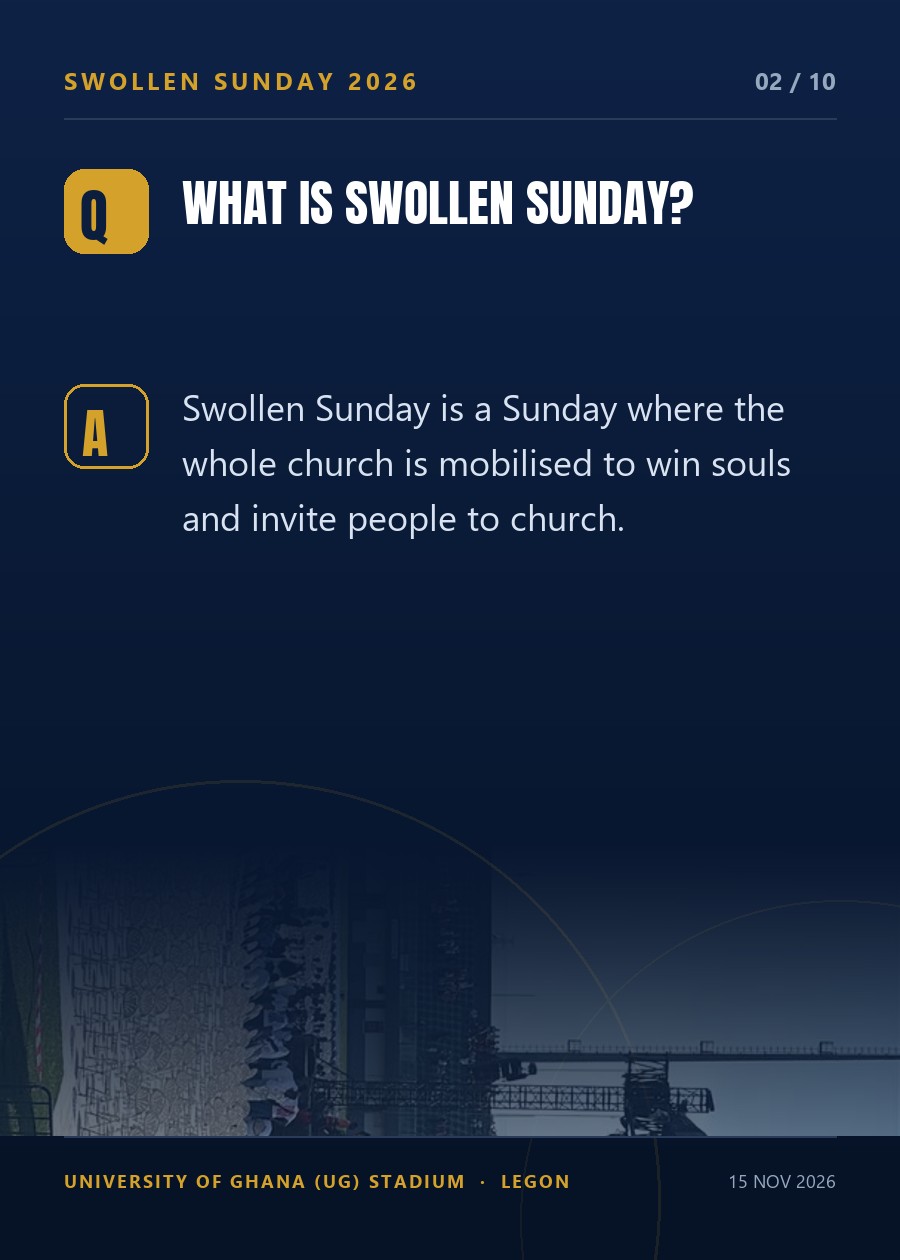 SWOLLEN SUNDAY 2026
02 / 10
Q
WHAT IS SWOLLEN SUNDAY?
A
Swollen Sunday is a Sunday where the
whole church is mobilised to win souls
and invite people to church.
UNIVERSITY OF GHANA (UG) STADIUM · LEGON
15 NOV 2026